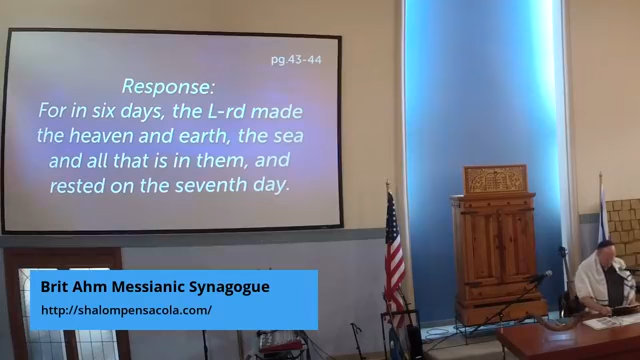 pg.43-44
Response:
For in six days, the L-rd made
the heaven and earth, the sea
and all that is in them, and
rested on the seventh day.
Brit Ahm Messianic Synagogue
http://shalompensacola.com/